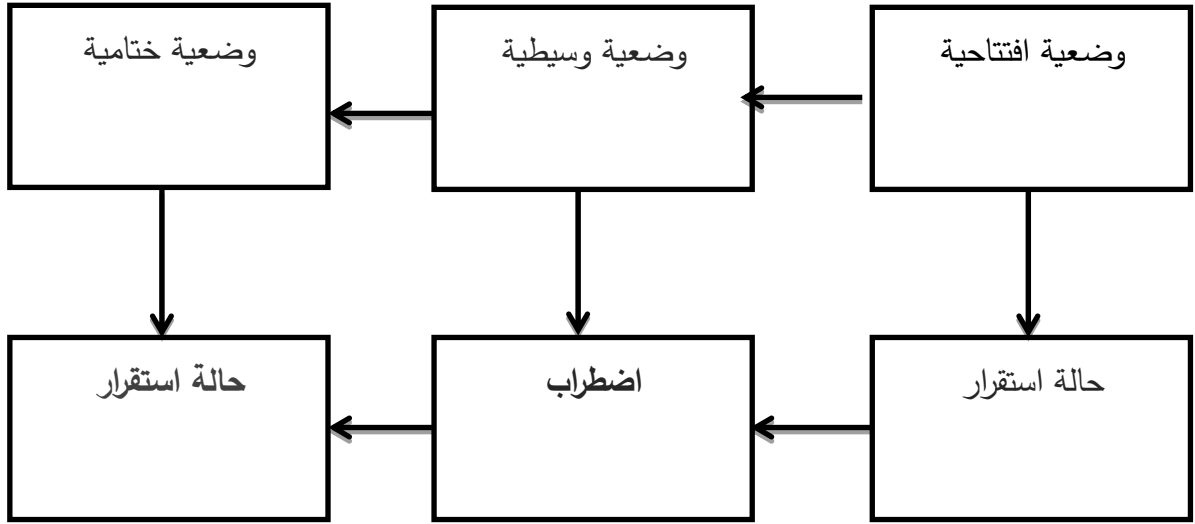 وضعية افتتاحية
وضعية وسيطية
وضعية ختامية
حالة استقرار
اضطراب
حالة استقرار